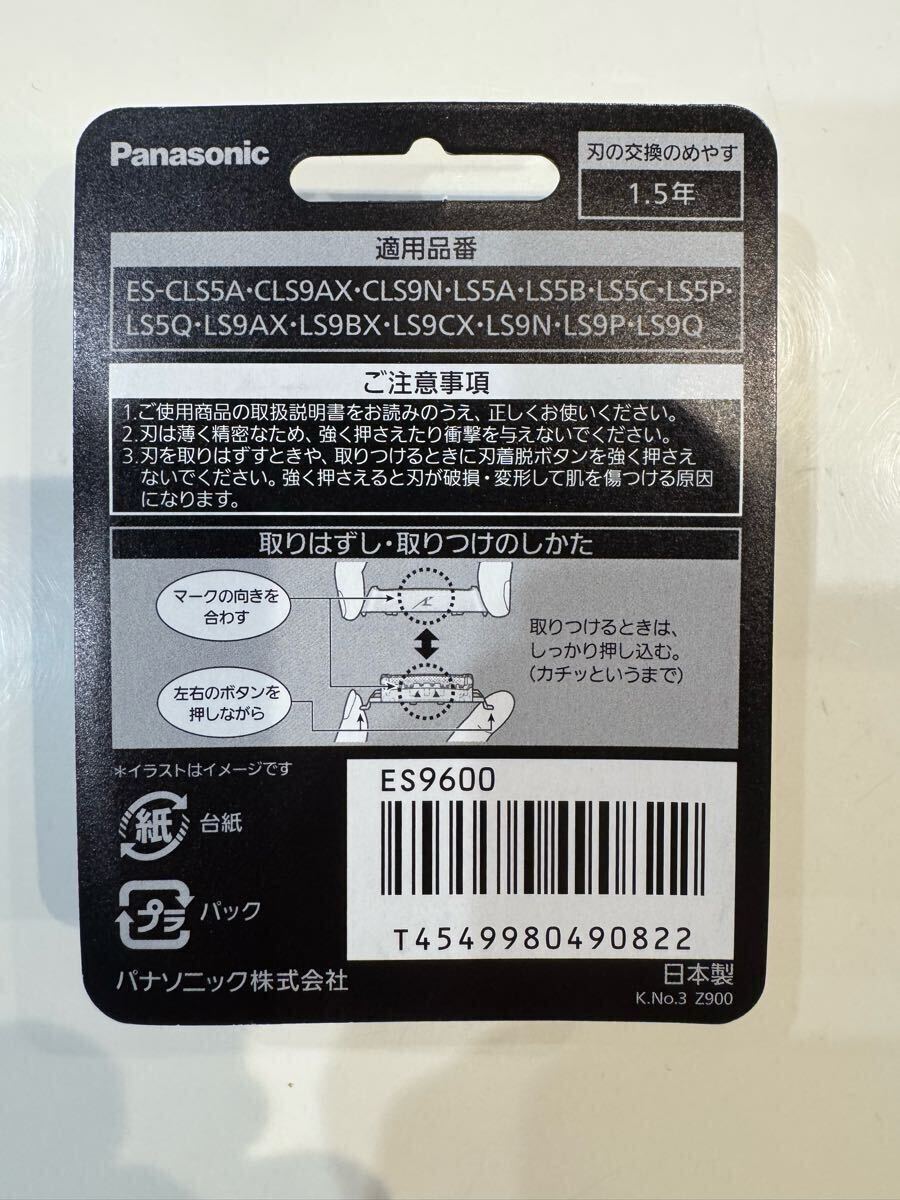 Panasonic
刃の交換のめやす
1.5年
適用品番
ES-CLS5A・CLS9AX・CLS9N・LS5A・LS5B・LS5C・LS5P・
LS5Q・LS9AX・LS9BX・LS9CX・LS9N・LS9P・LS9Q
ご注意事項
1.ご使用商品の取扱説明書をお読みのうえ、正しくお使いください。
2.刃は薄く精密なため、強く押さえたり衝撃を与えないでください。
3.刃を取りはずすときや、取りつけるときに刃着脱ボタンを強く押さえ
ないでください。強く押さえると刃が破損・変形して肌を傷つける原因
になります。
取りはずし・取りつけのしかた
マークの向きを
合わす
取りつけるときは、
しっかり押し込む。
(カチッというまで)
左右のボタンを
押しながら
*イラストはイメージです
ES9600
紙 台紙
プラ パック
T4549980490822
パナソニック株式会社
日本製
K.No.3 Z900